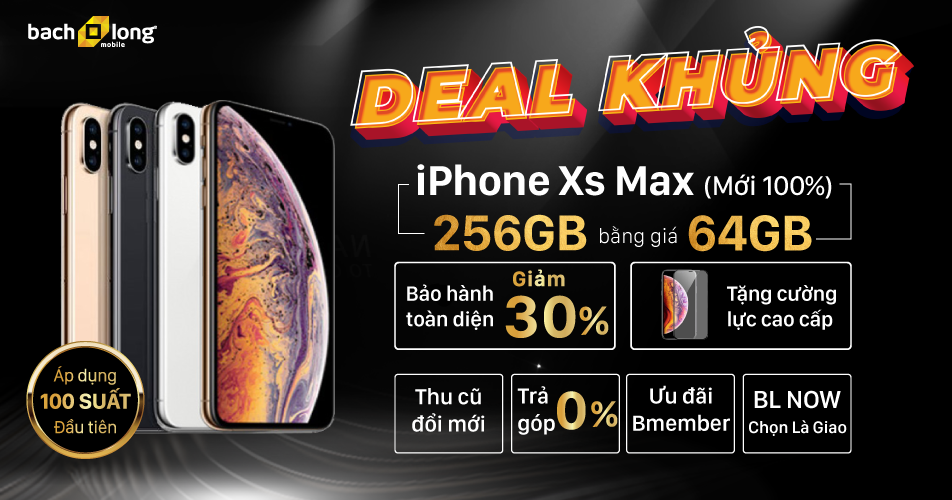 bach long
mobile
DEAL KHỦNG
iPhone Xs Max (Mới 100%)
256GB bằng giá 64GB
Bảo hành
toàn diện
Giảm
30%
Tặng cường
lực cao cấp
Thu cũ
đổi mới
Trả
góp 0%
Ưu đãi
Bmember
BL NOW
Chọn Là Giao
Áp dụng
100 SUẤT
Đầu tiên